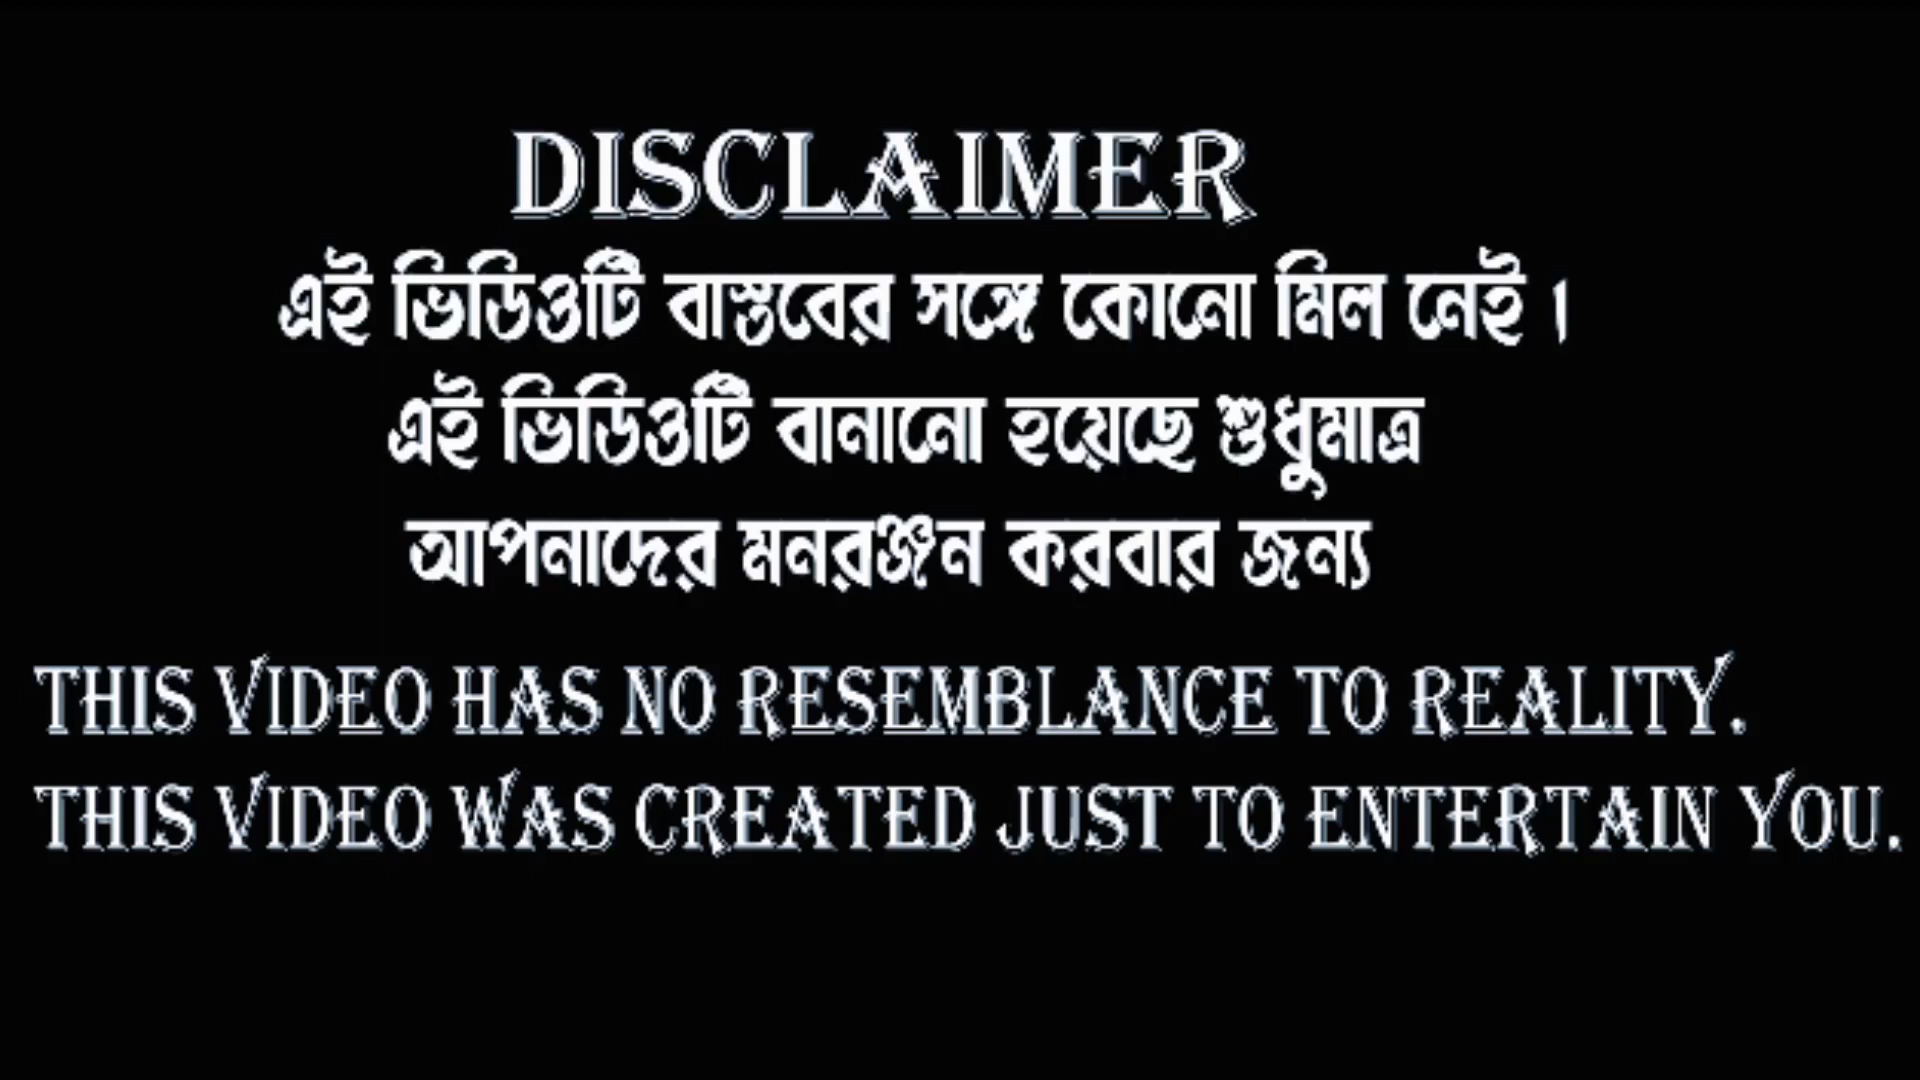 DISCLAIMER
এই ভিডিওটি বাস্তবের সঙ্গে কোনো মিল নেই ।
এই ভিডিওটি বানানো হয়েছে শুধুমাত্র
আপনাদের মনরঞ্জন করবার জন্য
THIS VIDEO HAS NO RESEMBLANCE TO REALITY.
THIS VIDEO WAS CREATED JUST TO ENTERTAIN YOU.